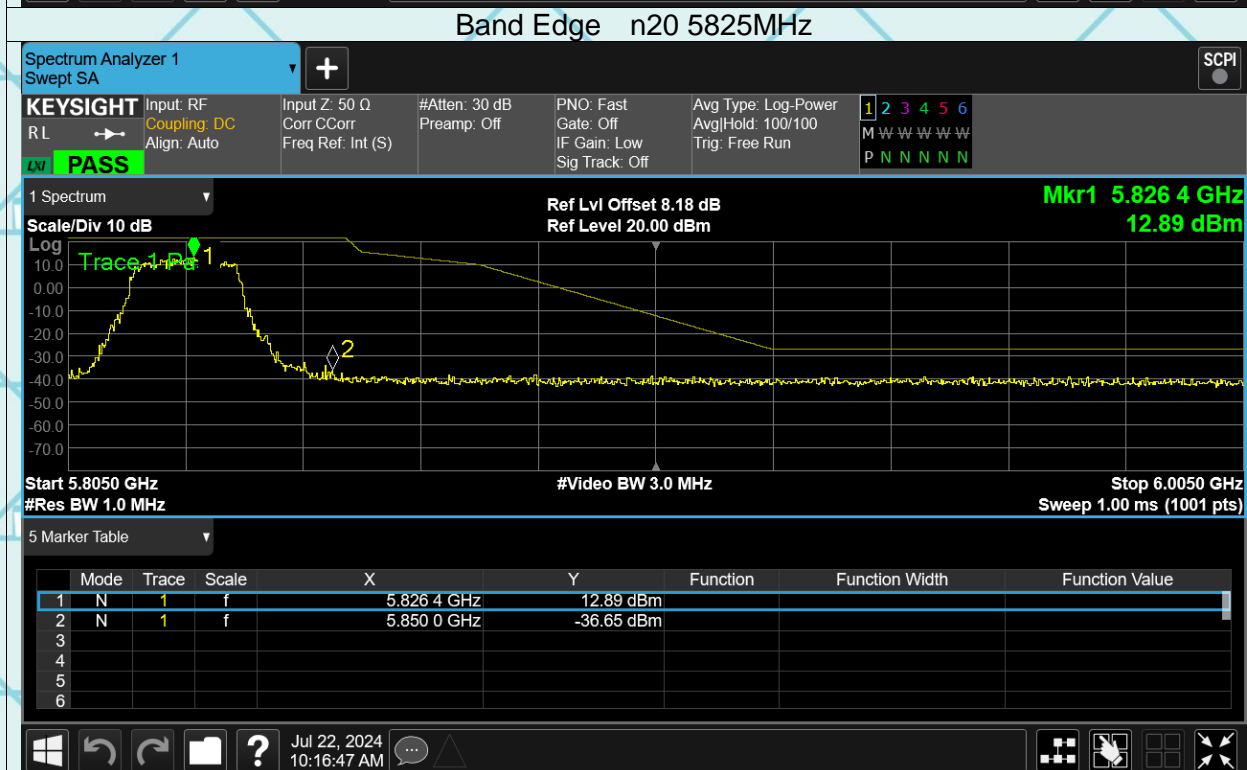 Band Edge n20 5825MHz
Spectrum Analyzer 1
Swept SA
+
SCPI
KEYSIGHT
R L
LXI PASS
Input: RF
Coupling: DC
Align: Auto
Input Z: 50 Ω
Corr CCorr
Freq Ref: Int (S)
#Atten: 30 dB
Preamp: Off
PNO: Fast
Gate: Off
IF Gain: Low
Sig Track: Off
Avg Type: Log-Power
Avg|Hold: 100/100
Trig: Free Run
1 2 3 4 5 6
M W W W W W W
P N N N N N
1 Spectrum
Scale/Div 10 dB
Ref Lvl Offset 8.18 dB
Ref Level 20.00 dBm
Mkr1 5.826 4 GHz
12.89 dBm
Log
Trace 1 Pa
1
2
10.0
0.00
-10.0
-20.0
-30.0
-40.0
-50.0
-60.0
-70.0
Start 5.8050 GHz
#Res BW 1.0 MHz
#Video BW 3.0 MHz
Stop 6.0050 GHz
Sweep 1.00 ms (1001 pts)
5 Marker Table
Mode Trace Scale X Y Function Function Width Function Value
1 N 1 f 5.826 4 GHz 12.89 dBm
2 N 1 f 5.850 0 GHz -36.65 dBm
3
4
5
6
?
Jul 22, 2024
10:16:47 AM